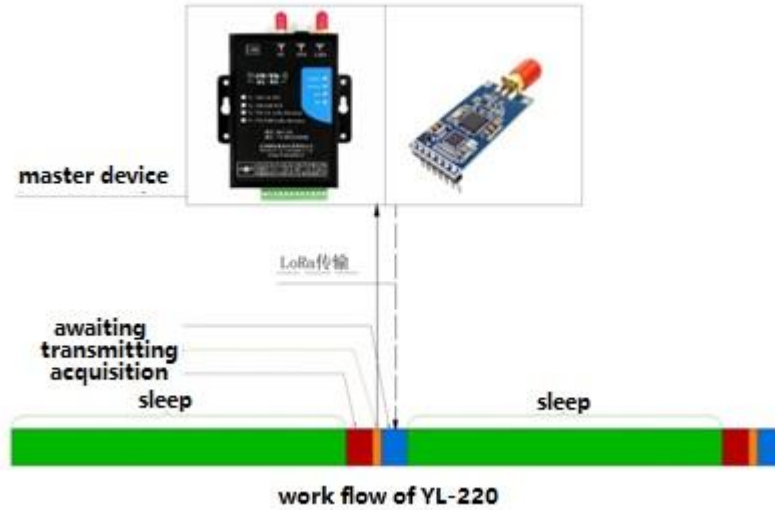 master device
LoRa传输
awaiting
transmitting
acquisition
sleep
sleep
work flow of YL-220